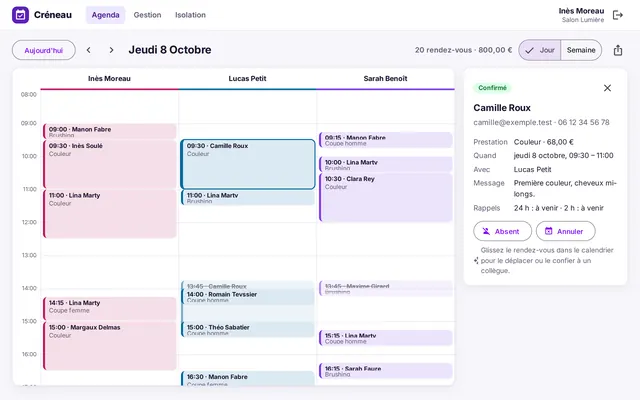 Créneau
Agenda
Gestion
Isolation
Inès Moreau
Salon Lumière
Aujourd'hui
Jeudi 8 Octobre
20 rendez-vous · 800,00 €
Jour
Semaine
Inès Moreau
Lucas Petit
Sarah Benoît
08:00
09:00
10:00
11:00
12:00
13:00
14:00
15:00
16:00
09:00 · Manon Fabre
Brushing
09:30 · Inès Soulé
Couleur
11:00 · Lina Marty
Couleur
14:15 · Lina Marty
Coupe femme
15:00 · Margaux Delmas
Couleur
09:30 · Camille Roux
Couleur
11:00 · Lina Marty
Brushing
13:45 · Camille Roux
14:00 · Romain Teyssier
Coupe homme
15:00 · Théo Sabatier
Coupe homme
16:30 · Manon Fabre
Coupe femme
09:15 · Manon Fabre
Coupe homme
10:00 · Lina Marty
Brushing
10:30 · Clara Rey
Couleur
13:45 · Maxime Girard
Brushing
15:15 · Lina Marty
Coupe homme
16:15 · Sarah Faure
Brushing
Confirmé
Camille Roux
camille@exemple.test · 06 12 34 56 78
Prestation Couleur · 68,00 €
Quand jeudi 8 octobre, 09:30 – 11:00
Avec Lucas Petit
Message Première couleur, cheveux mi-
longs.
Rappels 24 h : à venir · 2 h : à venir
Absent
Annuler
Glissez le rendez-vous dans le calendrier
pour le déplacer ou le confier à un
collègue.